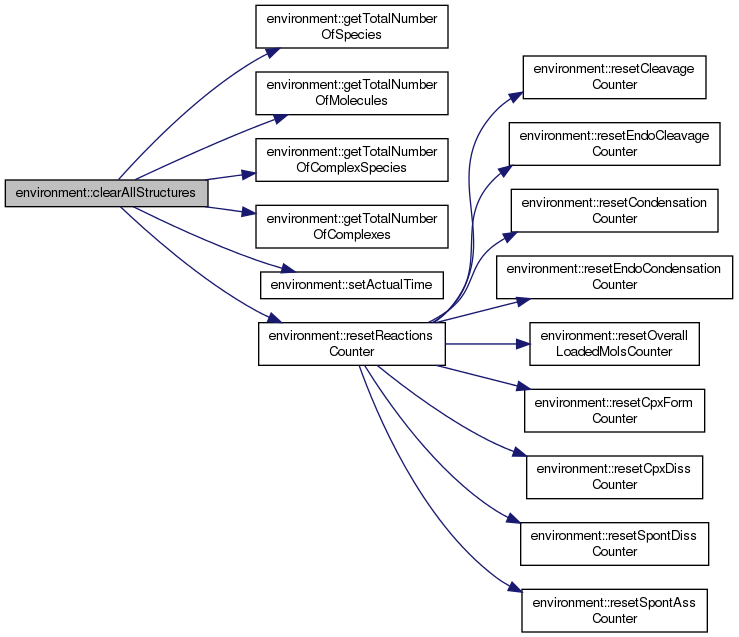 environment::clearAllStructures
environment::getTotalNumber
OfSpecies
environment::getTotalNumber
OfMolecules
environment::getTotalNumber
OfComplexSpecies
environment::getTotalNumber
OfComplexes
environment::setActualTime
environment::resetReactions
Counter
environment::resetCleavage
Counter
environment::resetEndoCleavage
Counter
environment::resetCondensation
Counter
environment::resetEndoCondensation
Counter
environment::resetOverall
LoadedMolsCounter
environment::resetCpxForm
Counter
environment::resetCpxDiss
Counter
environment::resetSpontDiss
Counter
environment::resetSpontAss
Counter